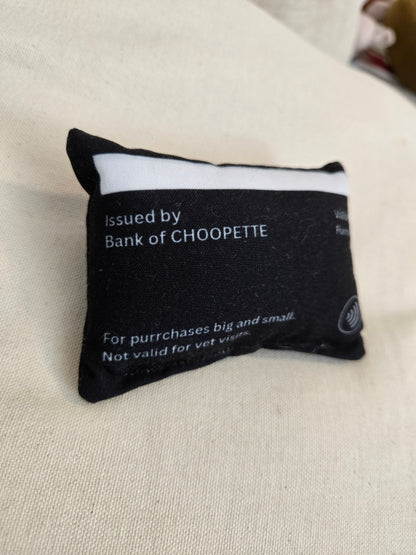 Issued by
Bank of CHOOPETTE
For purrchases big and small.
Not valid for vet visits.